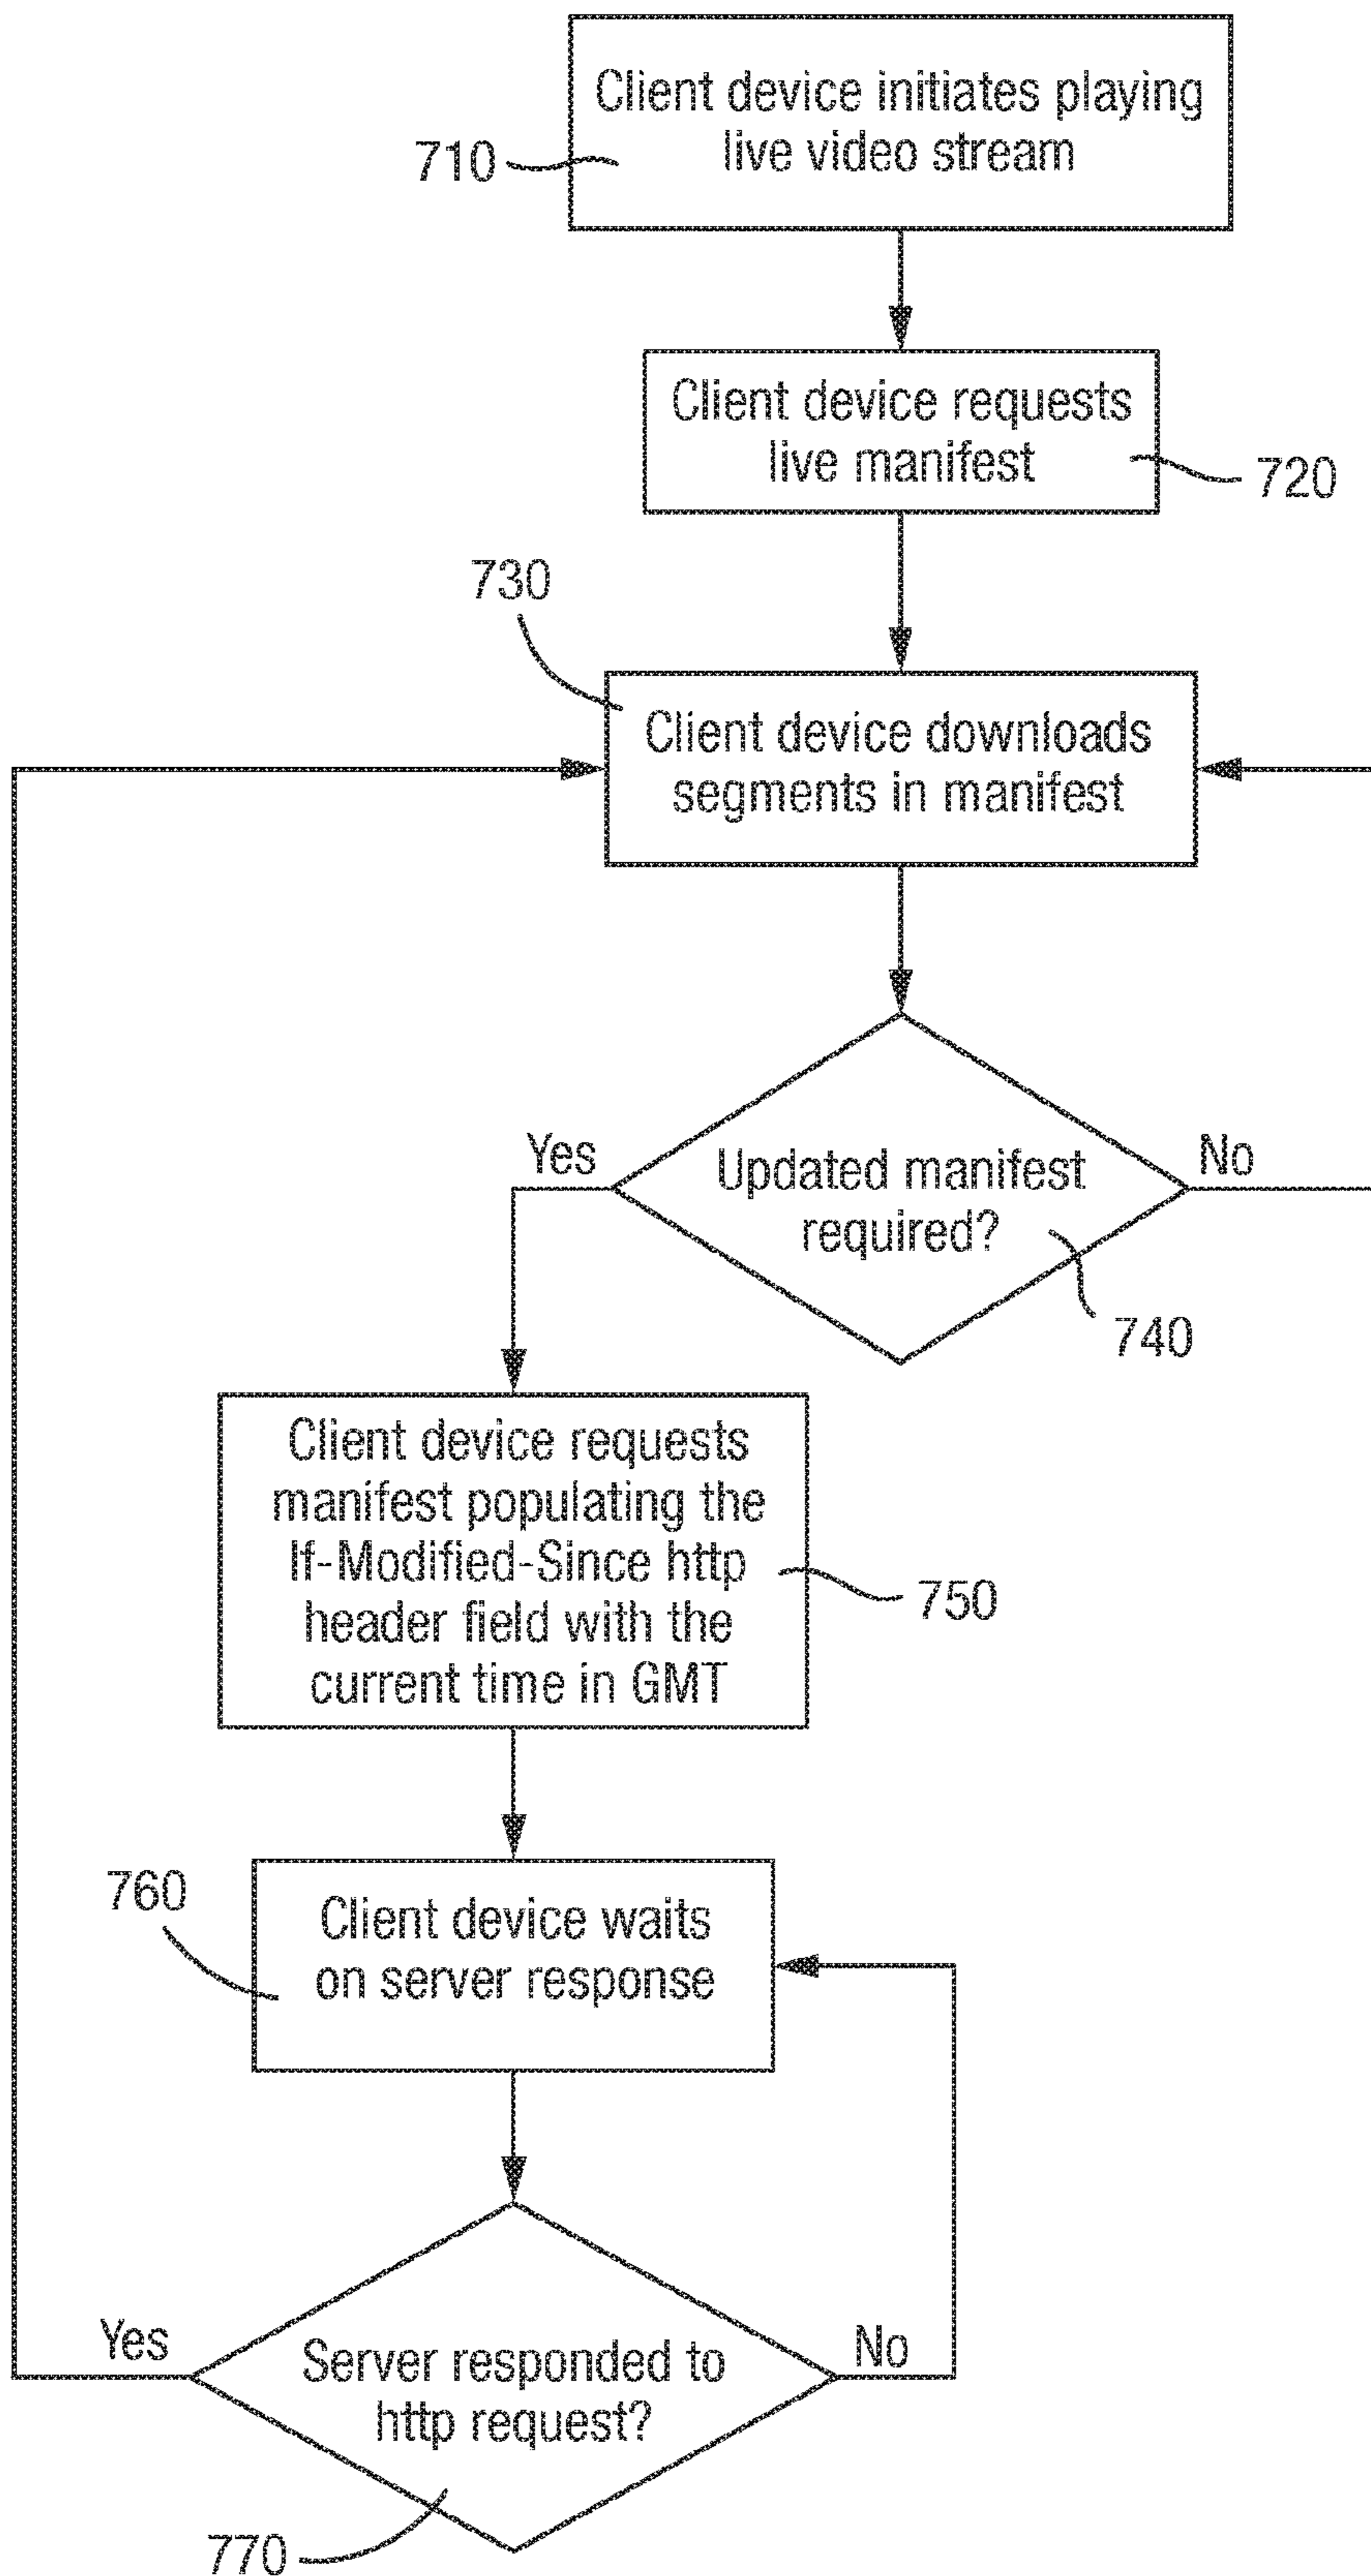 Client device initiates playing
live video stream
710
Client device requests
live manifest
720
730
Client device downloads
segments in manifest
Yes
Updated manifest
required?
No
740
Client device requests
manifest populating the
If-Modified-Since http
header field with the
current time in GMT
750
760
Client device waits
on server response
Yes
Server responded to
http request?
No
770